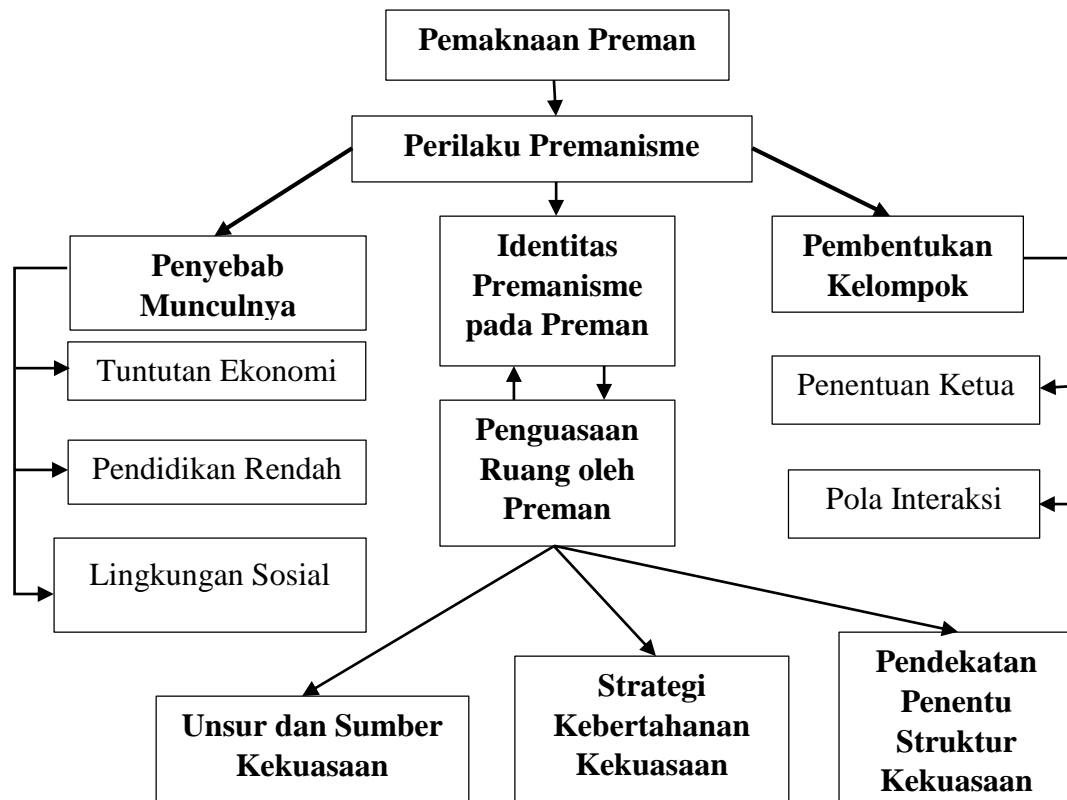 Pemaknaan Preman
Perilaku Premanisme
Penyebab
Munculnya
Identitas
Premanisme
pada Preman
Pembentukan
Kelompok
Tuntutan Ekonomi
Penentuan Ketua
Penguasaan
Ruang oleh
Preman
Pendidikan Rendah
Pola Interaksi
Lingkungan Sosial
Unsur dan Sumber
Kekuasaan
Strategi
Kebertahanan
Kekuasaan
Pendekatan
Penentu
Struktur
Kekuasaan